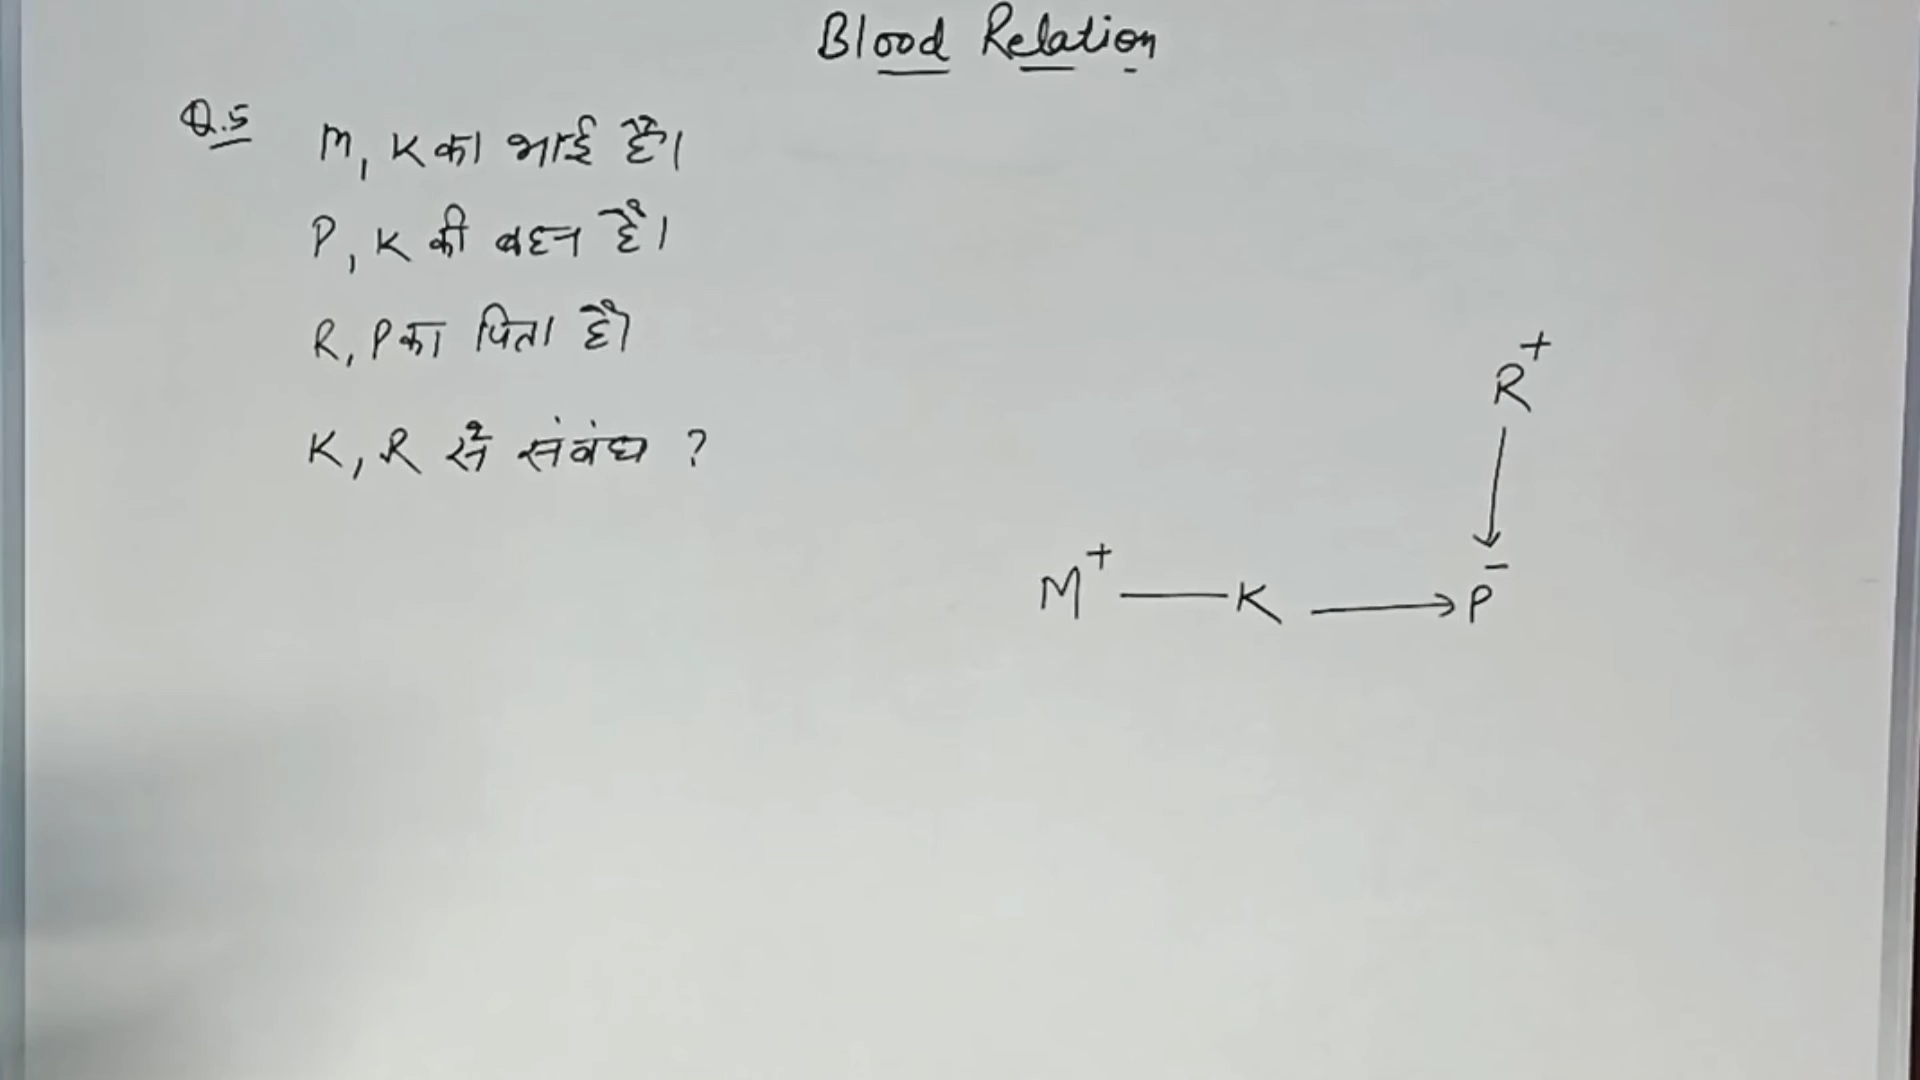 Blood Relation
Q.5 M, K का भाई है।
P, K की बहन है।
R, P का पिता है।
K, R से संबंध ?
R+
M+ — K → P-